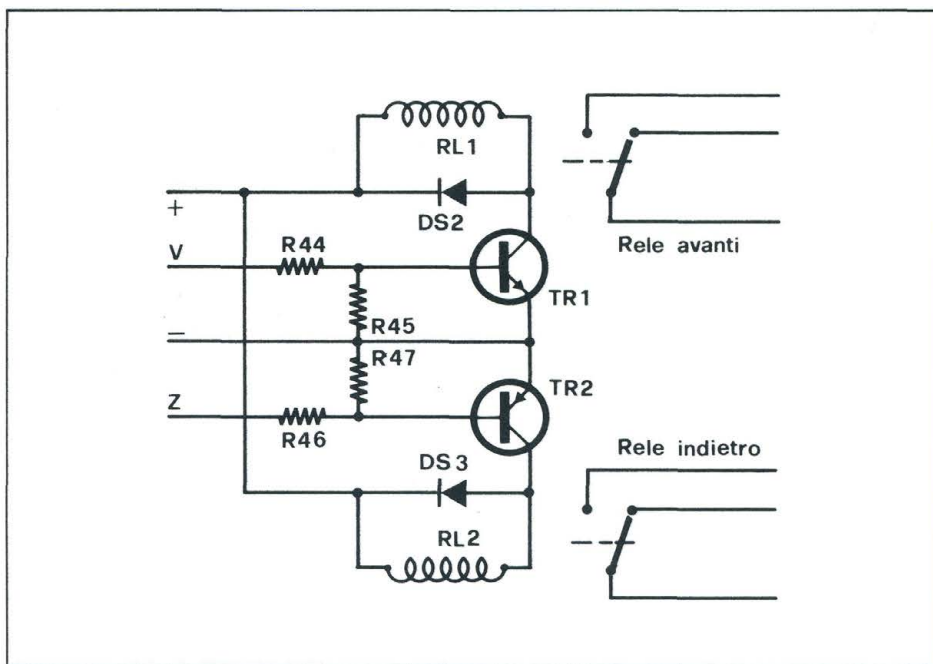 RL1
DS2
+
V
R44
Rele avanti
TR1
R45
–
R47
TR2
Z
R46
Rele indietro
DS3
RL2